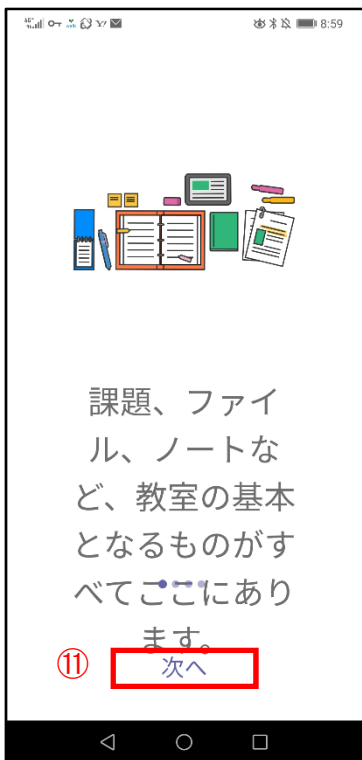 8:59
課題、ファイ
ル、ノートな
ど、教室の基本
となるものがす
べてここにあり
ます。
⑪ 次へ